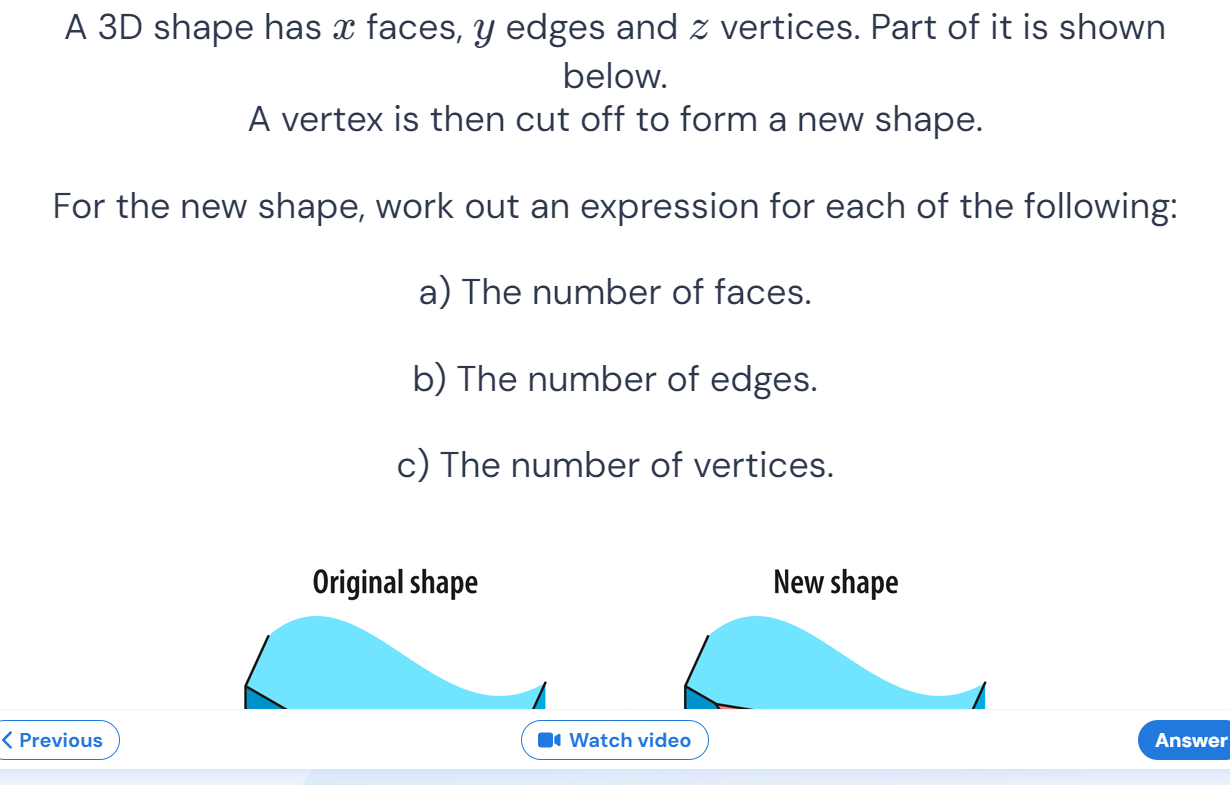 A 3D shape has x faces, y edges and z vertices. Part of it is shown
below.
A vertex is then cut off to form a new shape.
For the new shape, work out an expression for each of the following:
a) The number of faces.
b) The number of edges.
c) The number of vertices.
Original shape
New shape
Previous
Watch video
Answer